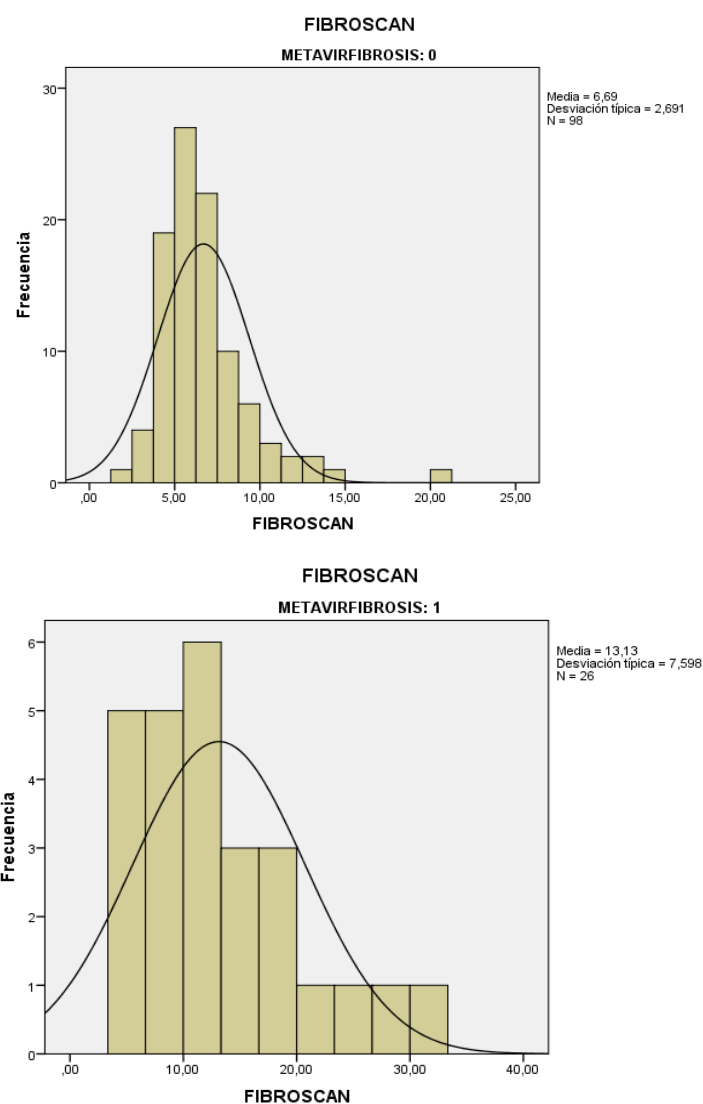 FIBROSCAN
METAVIRFIBROSIS: 0
Media = 6,69
Desviación típica = 2,691
N = 98
Frecuencia
30
20
10
0
,00 5,00 10,00 15,00 20,00 25,00
FIBROSCAN
FIBROSCAN
METAVIRFIBROSIS: 1
Media = 13,13
Desviación típica = 7,598
N = 26
Frecuencia
6
5
4
3
2
1
0
,00 10,00 20,00 30,00 40,00
FIBROSCAN